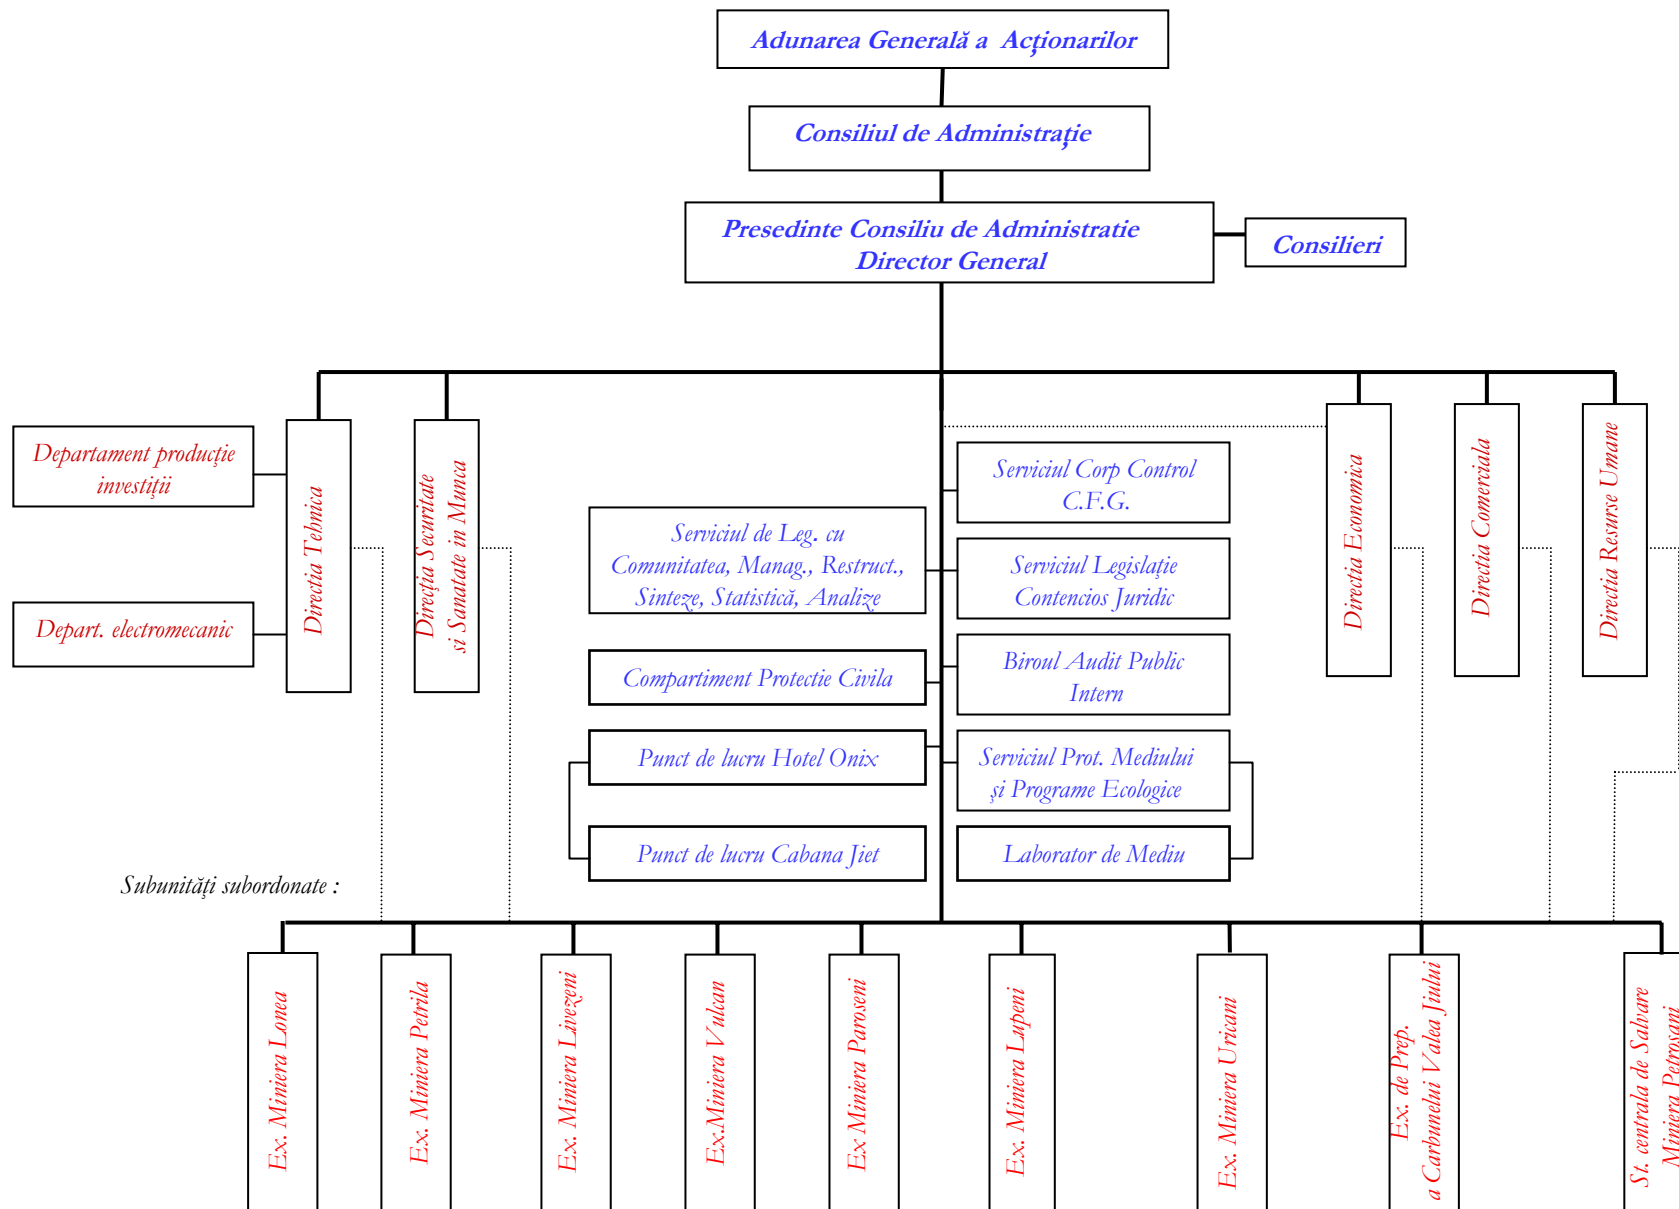 Adunarea Generală a Acţionarilor
Consiliul de Administraţie
Presedinte Consiliu de Administratie
Director General
Consilieri
Departament producţie
investiţii
Depart. electromecanic
Directia Tehnica
Direcţia Securitate
si Sanatate in Munca
Serviciul de Leg. cu
Comunitatea, Manag., Restruct.,
Sinteze, Statistică, Analize
Compartiment Protectie Civila
Punct de lucru Hotel Onix
Punct de lucru Cabana Jiet
Serviciul Corp Control
C.F.G.
Serviciul Legislaţie
Contencios Juridic
Biroul Audit Public
Intern
Serviciul Prot. Mediului
şi Programe Ecologice
Laborator de Mediu
Directia Economica
Directia Comerciala
Directia Resurse Umane
Subunităţi subordonate :
Ex. Miniera Lonea
Ex. Miniera Petrila
Ex. Miniera Livezeni
Ex.Miniera Vulcan
Ex Miniera Paroseni
Ex. Miniera Lupeni
Ex. Miniera Uricani
Ex. de Prep.
a Carbunelui Valea Jiului
St. centrala de Salvare
Miniera Petrosani